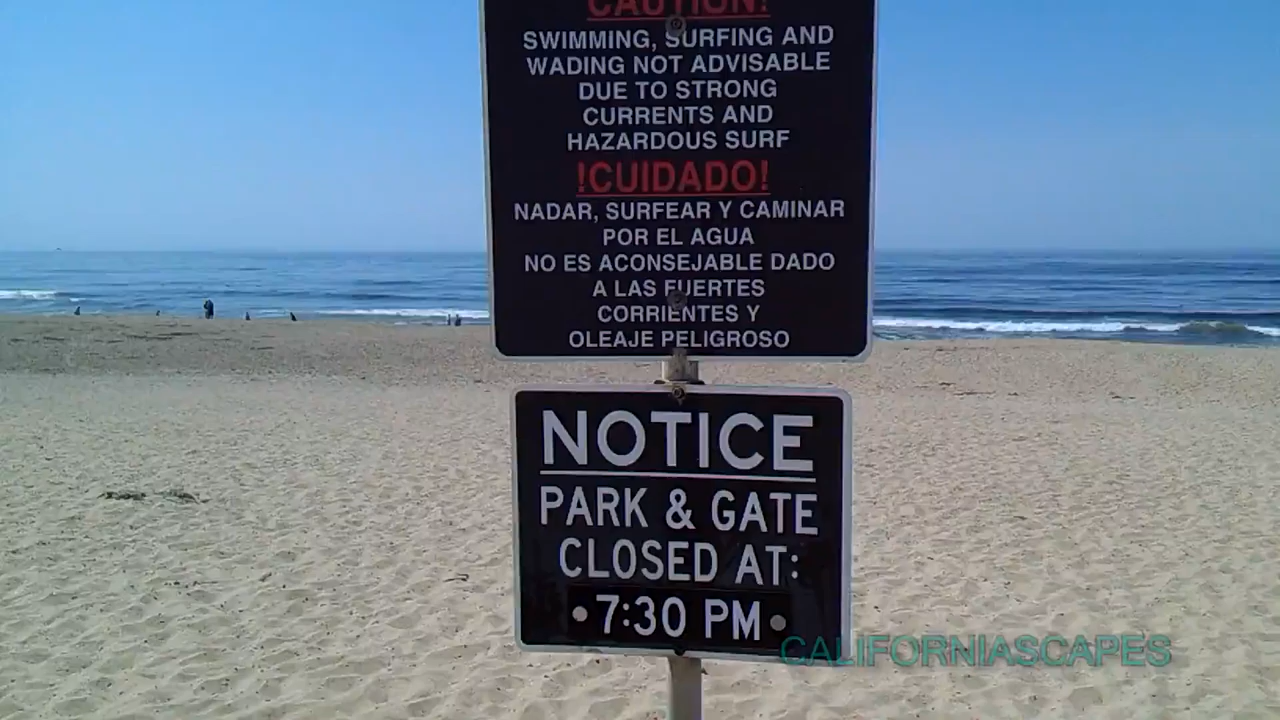 CAUTION!
SWIMMING, SURFING AND
WADING NOT ADVISABLE
DUE TO STRONG
CURRENTS AND
HAZARDOUS SURF
!CUIDADO!
NADAR, SURFEAR Y CAMINAR
POR EL AGUA
NO ES ACONSEJABLE DADO
A LAS FUERTES
CORRIENTES Y
OLEAJE PELIGROSO
NOTICE
PARK & GATE
CLOSED AT:
• 7:30 PM •
CALIFORNIASCAPES